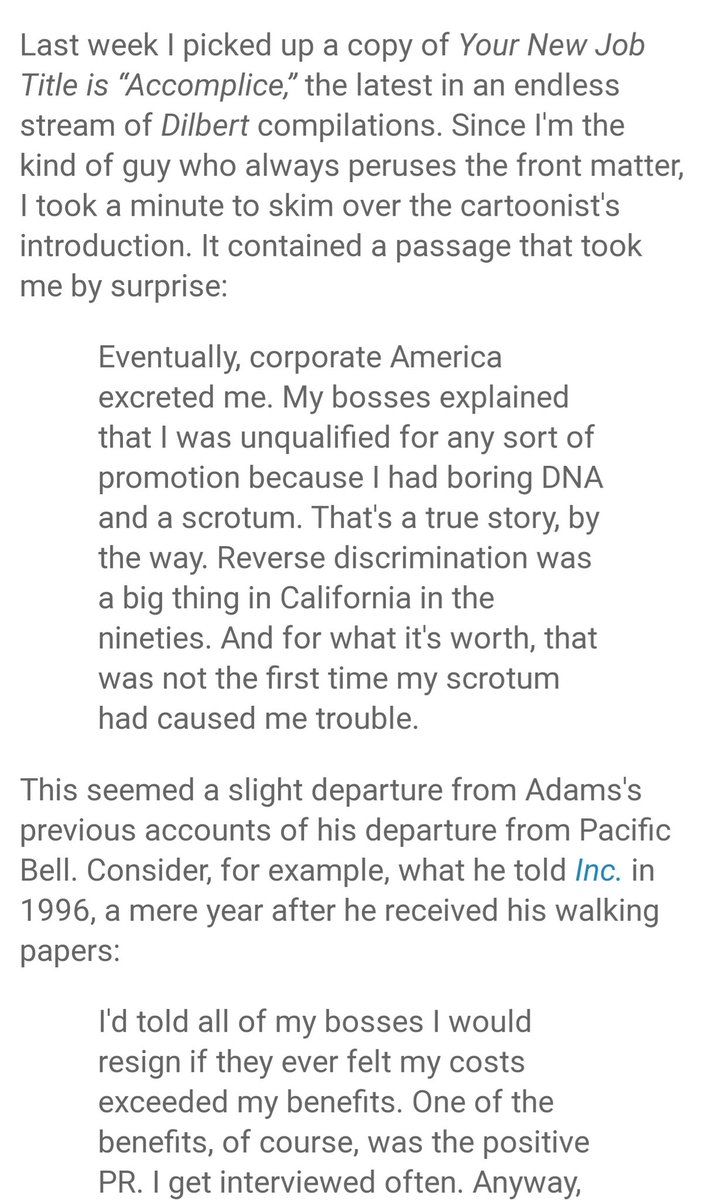 Last week I picked up a copy of Your New Job
Title is “Accomplice,” the latest in an endless
stream of Dilbert compilations. Since I'm the
kind of guy who always peruses the front matter,
I took a minute to skim over the cartoonist's
introduction. It contained a passage that took
me by surprise:
Eventually, corporate America
excreted me. My bosses explained
that I was unqualified for any sort of
promotion because I had boring DNA
and a scrotum. That's a true story, by
the way. Reverse discrimination was
a big thing in California in the
nineties. And for what it's worth, that
was not the first time my scrotum
had caused me trouble.
This seemed a slight departure from Adams's
previous accounts of his departure from Pacific
Bell. Consider, for example, what he told Inc. in
1996, a mere year after he received his walking
papers:
I'd told all of my bosses I would
resign if they ever felt my costs
exceeded my benefits. One of the
benefits, of course, was the positive
PR. I get interviewed often. Anyway,